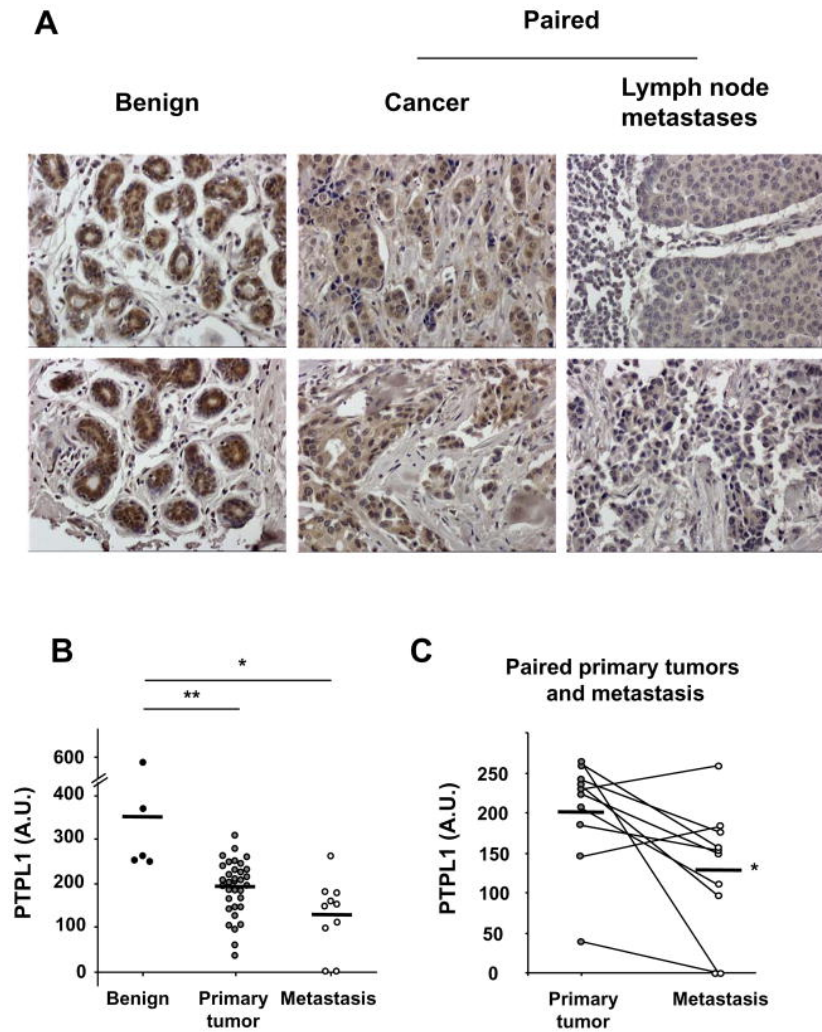 A
Paired
Benign
Cancer
Lymph node
metastases
B
*
**
PTPL1 (A.U.)
600
400
300
200
100
0
Benign
Primary
tumor
Metastasis
C
Paired primary tumors
and metastasis
PTPL1 (A.U.)
250
200
150
100
50
0
*
Primary
tumor
Metastasis